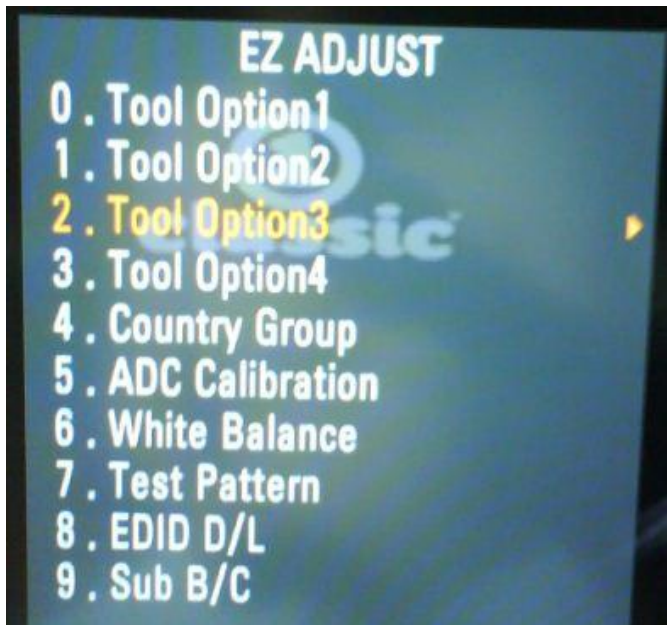 EZ ADJUST
0 . Tool Option1
1 . Tool Option2
2 . Tool Option3
classic
3 . Tool Option4
4 . Country Group
5 . ADC Calibration
6 . White Balance
7 . Test Pattern
8 . EDID D/L
9 . Sub B/C